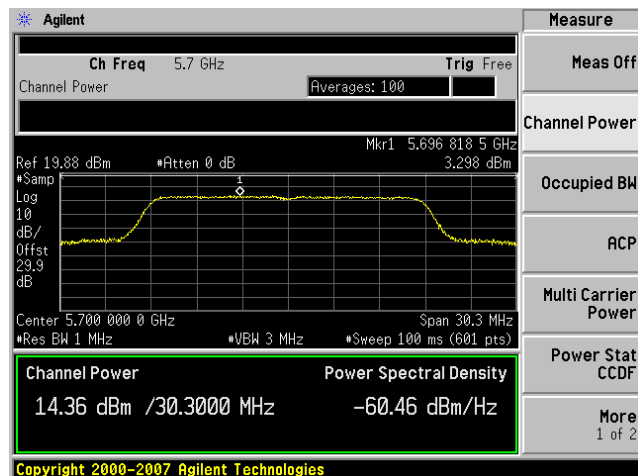 Agilent
Measure
Ch Freq 5.7 GHz Trig Free
Channel Power Averages: 100
Mkr1 5.696 818 5 GHz
Ref 19.88 dBm #Atten 0 dB 3.298 dBm
#Samp
Log
10
dB/
Offst
29.9
dB
1
Center 5.700 000 0 GHz Span 30.3 MHz
#Res BW 1 MHz #VBW 3 MHz #Sweep 100 ms (601 pts)
Channel Power Power Spectral Density
14.36 dBm /30.3000 MHz -60.46 dBm/Hz
Copyright 2000-2007 Agilent Technologies
Meas Off
Channel Power
Occupied BW
ACP
Multi Carrier
Power
Power Stat
CCDF
More
1 of 2